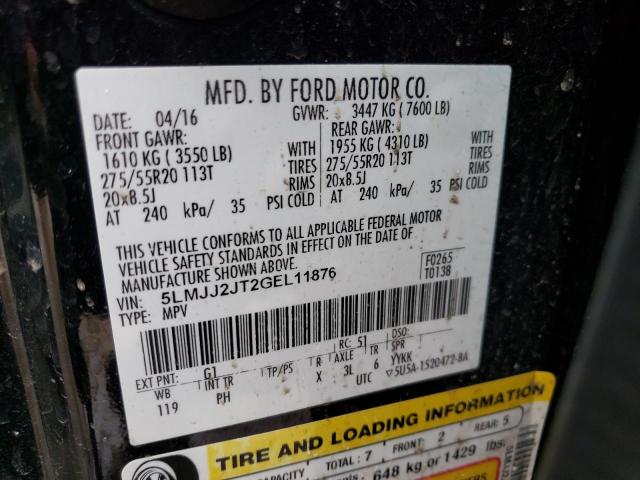 MFD. BY FORD MOTOR CO.
DATE: 04/16 GVWR: 3447 KG (7600 LB)
FRONT GAWR: REAR GAWR:
1610 KG (3550 LB) WITH 1955 KG (4310 LB) WITH
275/55R20 113T TIRES 275/55R20 113T TIRES
20x8.5J RIMS 20x8.5J RIMS
AT 240 kPa/ 35 PSI COLD AT 240 kPa/ 35 PSI COLD
THIS VEHICLE CONFORMS TO ALL APPLICABLE FEDERAL MOTOR
VEHICLE SAFETY STANDARDS IN EFFECT ON THE DATE OF
MANUFACTURE SHOWN ABOVE.
VIN: 5LMJJ2JT2GEL11876 F0265
TYPE: MPV T0138
EXT PNT: G1 RC: 51 DSO:
WB INT TR TP/PS R AXLE TR SPR
119 PH X 3L 6 YYKK
UTC 5U5A-1520472-8A
TIRE AND LOADING INFORMATION
TOTAL: 7 FRONT: 2 REAR: 5
648 kg or 1429 lbs.